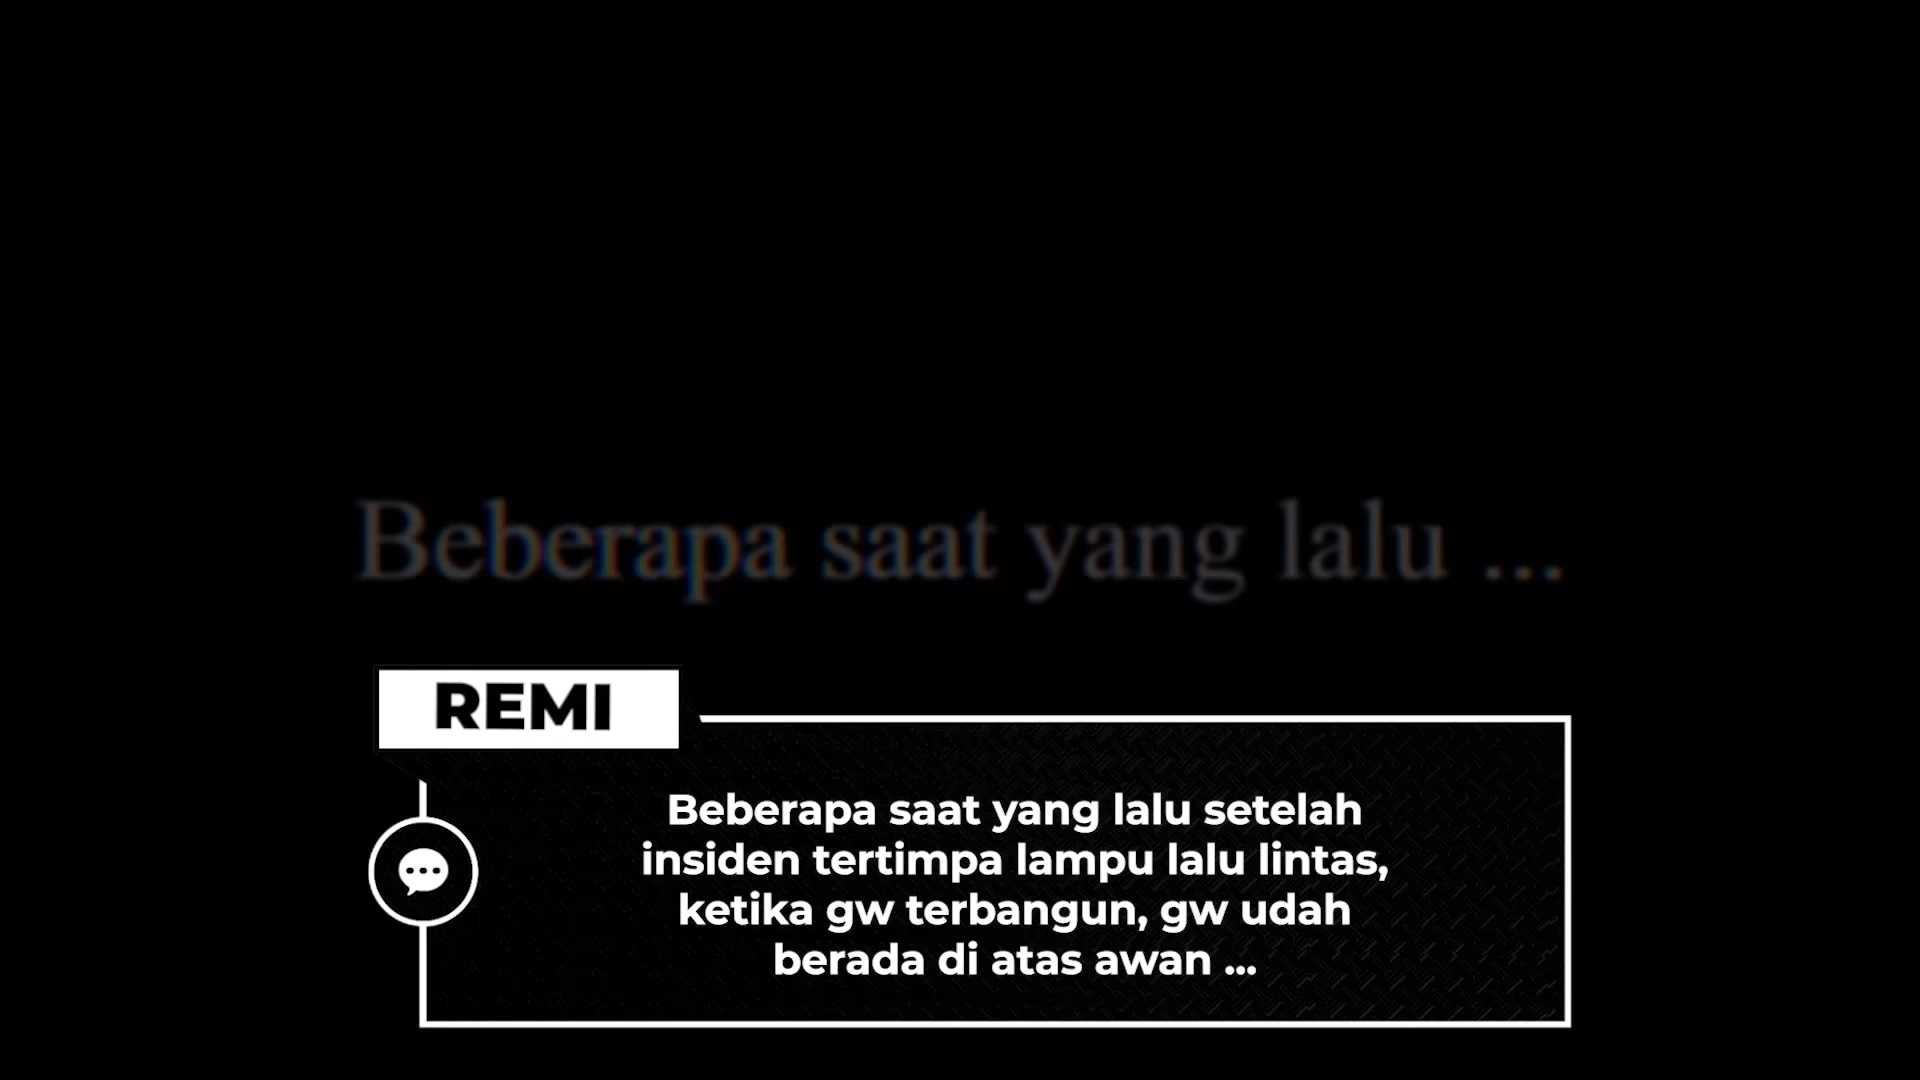 Beberapa saat yang lalu ...
REMI
Beberapa saat yang lalu setelah
insiden tertimpa lampu lalu lintas,
ketika gw terbangun, gw udah
berada di atas awan ...